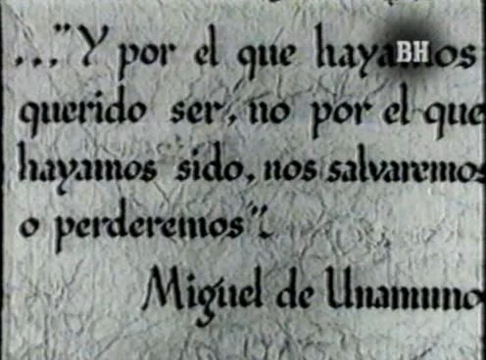 ..."Y por el que hayamos
querido ser, no por el que
hayamos sido, nos salvaremos
o perderemos".
Miguel de Unamuno
BH